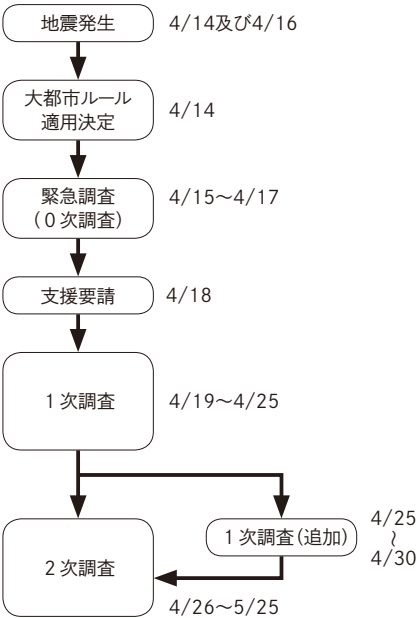 地震発生
4/14及び4/16
大都市ルール
適用決定
4/14
緊急調査
(0次調査)
4/15～4/17
支援要請
4/18
1次調査
4/19～4/25
1次調査(追加)
4/25
～
4/30
2次調査
4/26～5/25